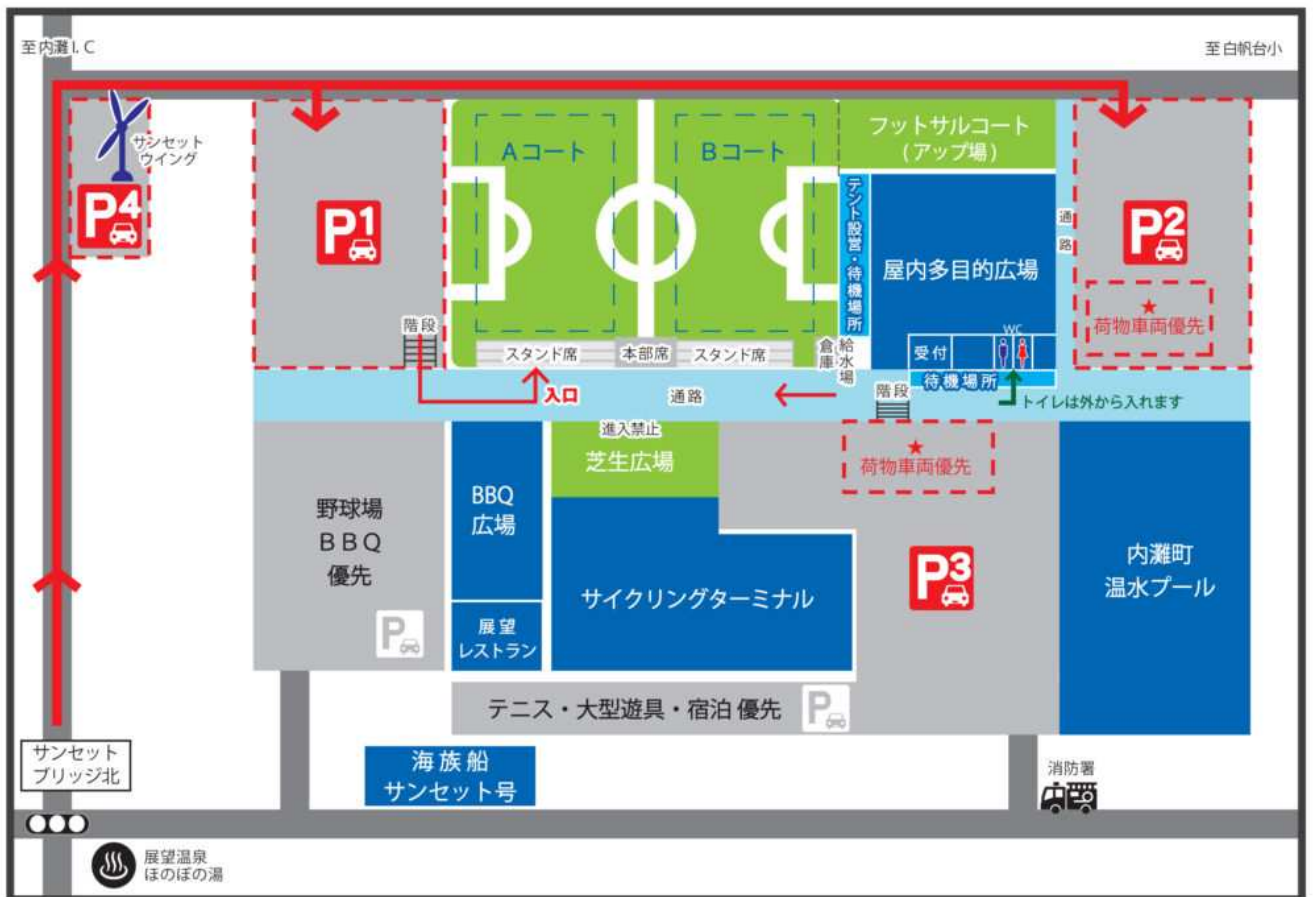 至内灘I.C
至白帆台小
サンセット
ウイング
P4
P1
Aコート
Bコート
フットサルコート
(アップ場)
テント設営・待機場所
屋内多目的広場
通路
P2
★
荷物車両優先
階段
スタンド席
本部席
スタンド席
倉庫
給水場
受付
WC
待機場所
トイレは外から入れます
入口
通路
階段
進入禁止
芝生広場
★
荷物車両優先
野球場
BBQ
優先
P
BBQ
広場
展望
レストラン
サイクリングターミナル
P3
内灘町
温水プール
テニス・大型遊具・宿泊 優先
P
サンセット
ブリッジ北
海族船
サンセット号
消防署
展望温泉
ほのぼの湯